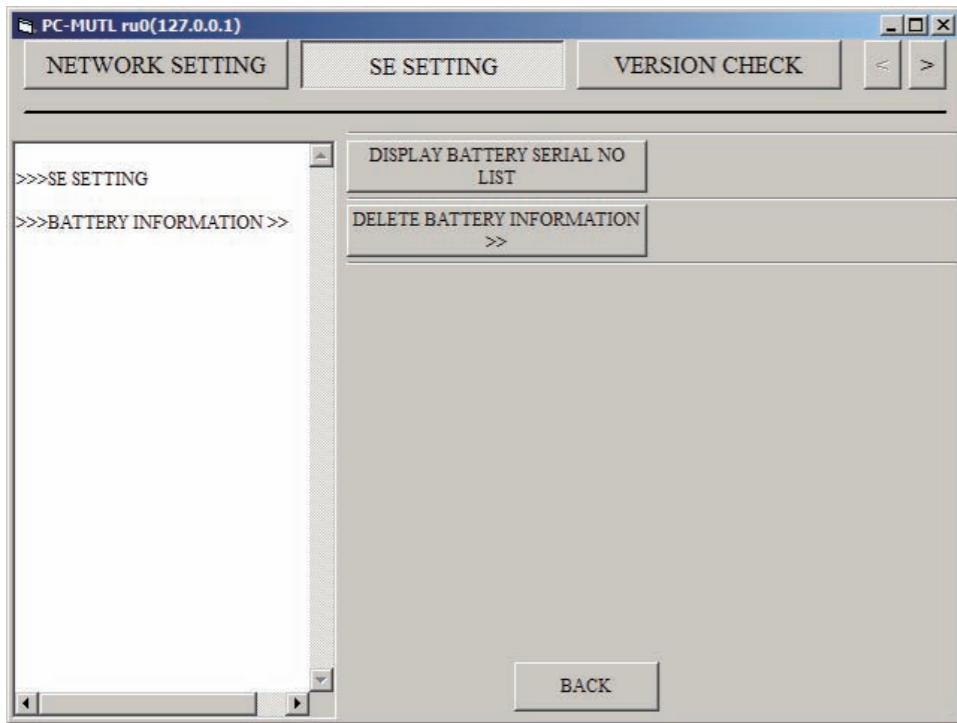 PC-MUTL ru0(127.0.0.1)
NETWORK SETTING
SE SETTING
VERSION CHECK
<
>
>>>SE SETTING
>>>BATTERY INFORMATION >>
DISPLAY BATTERY SERIAL NO
LIST
DELETE BATTERY INFORMATION
>>
BACK